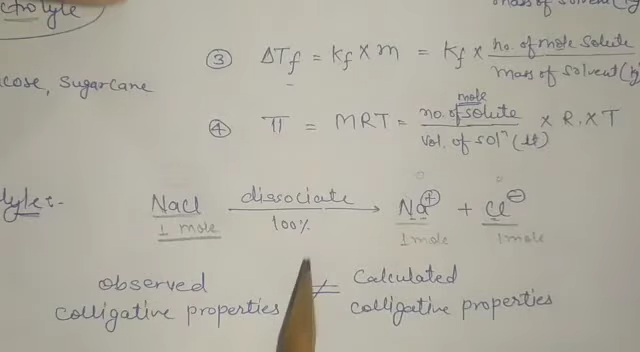 mass of solvent
③ ΔTf = Kf × m = Kf × no. of mole solute / mass of solvent (kg)
cose, Sugarcane
④ π = MRT = no. of mole solute / vol. of solⁿ (lt) × R × T
NaCl dissociate 100% → Na⊕ + Cl⊖
1 mole 1 mole 1 mole
observed colligative properties ≠ Calculated colligative properties